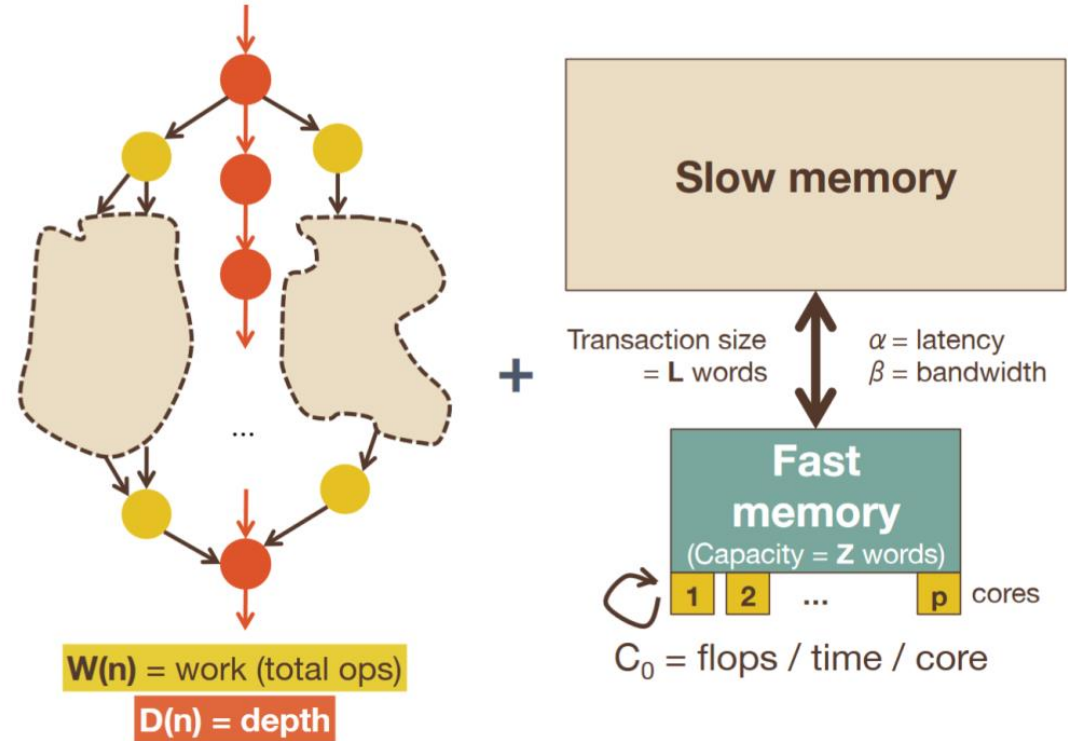 ...
W(n) = work (total ops)
D(n) = depth
+
Slow memory
Transaction size
= L words
α = latency
β = bandwidth
Fast
memory
(Capacity = Z words)
1 2 ... p cores
C₀ = flops / time / core